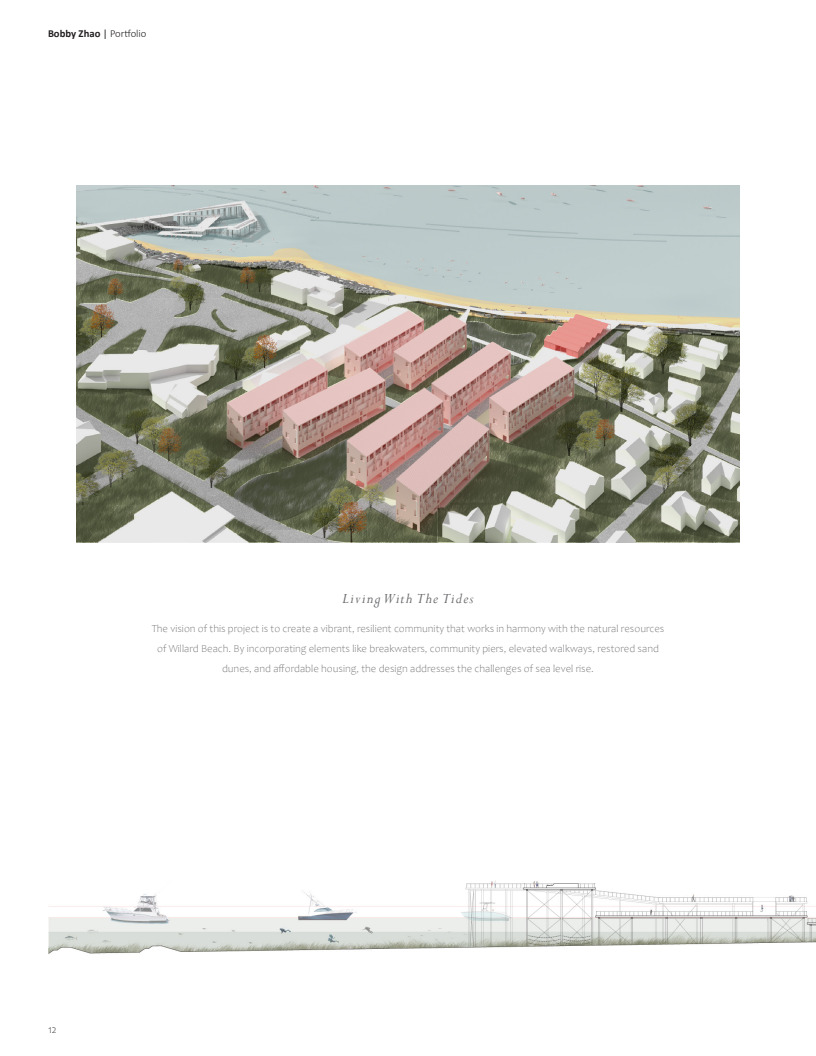 Bobby Zhao | Portfolio
Living With The Tides
The vision of this project is to create a vibrant, resilient community that works in harmony with the natural resources
of Willard Beach. By incorporating elements like breakwaters, community piers, elevated walkways, restored sand
dunes, and affordable housing, the design addresses the challenges of sea level rise.
12